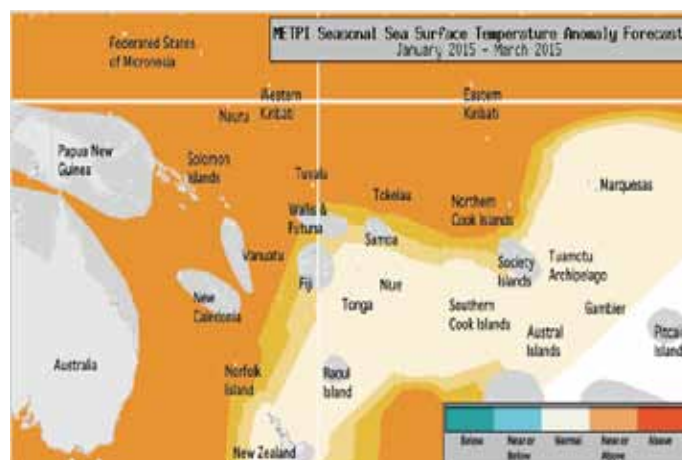 METPI Seasonal Sea Surface Temperature Anomaly Forecast
January 2015 - March 2015
Federated States
of Micronesia
Western
Kiribati
Eastern
Kiribati
Nauru
Papua New
Guinea
Solomon
Islands
Tuvalu
Tokelau
Northern
Cook Islands
Marquesas
Wallis &
Futuna
Samoa
Vanuatu
Fiji
Society
Islands
Tuamotu
Archipelago
New
Caledonia
Tonga
Niue
Southern
Cook Islands
Gambier
Austral
Islands
Pitcai
Island
Australia
Norfolk
Island
Raoul
Island
New Zealand
Below
Near or
Below
Normal
Near or
Above
Above